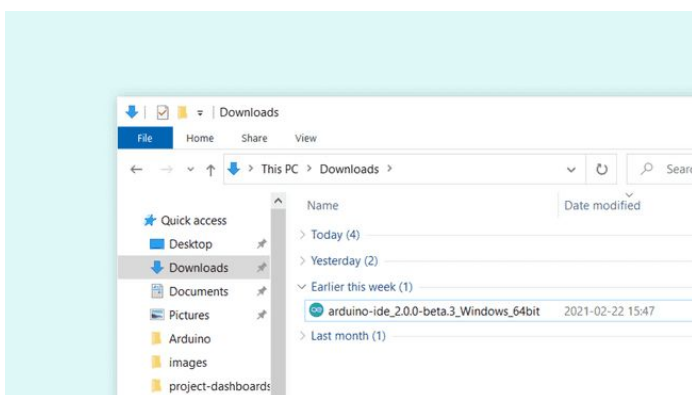 Downloads
File Home Share View
This PC > Downloads >
Name Date modified
Quick access
Today (4)
Desktop
Yesterday (2)
Downloads
Documents
Earlier this week (1)
Pictures
arduino-ide_2.0.0-beta.3_Windows_64bit 2021-02-22 15:47
Arduino
Last month (1)
images
project-dashboards